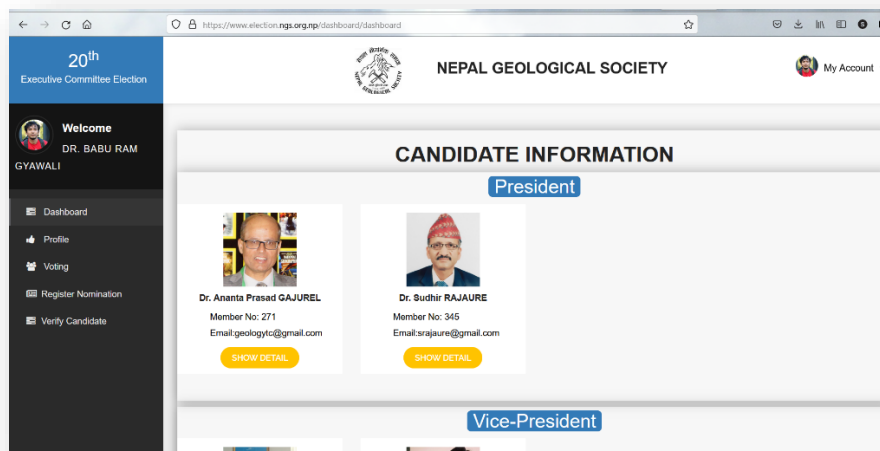 https://www.election.ngs.org.np/dashboard/dashboard
20th
Executive Committee Election
NEPAL GEOLOGICAL SOCIETY
My Account
Welcome
DR. BABU RAM
GYAWALI
Dashboard
Profile
Voting
Register Nomination
Verify Candidate
CANDIDATE INFORMATION
President
Dr. Ananta Prasad GAJUREL
Member No: 271
Email:geologytc@gmail.com
SHOW DETAIL
Dr. Sudhir RAJAURE
Member No: 345
Email:srajaure@gmail.com
SHOW DETAIL
Vice-President